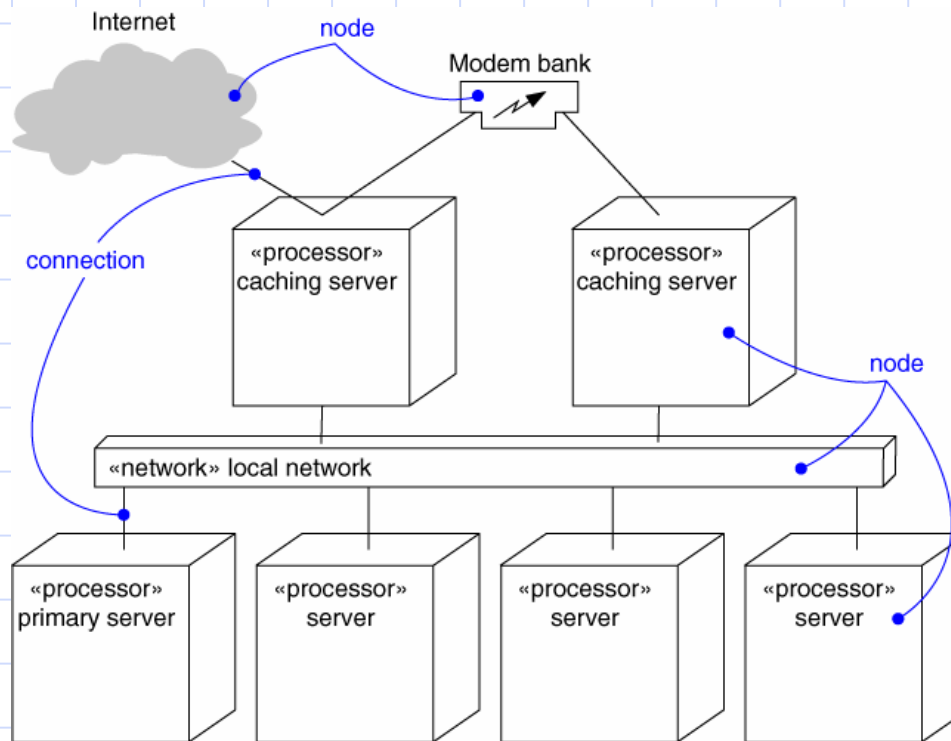 Internet
node
Modem bank
«processor»
caching server
«processor»
caching server
connection
node
«network» local network
«processor»
primary server
«processor»
server
«processor»
server
«processor»
server